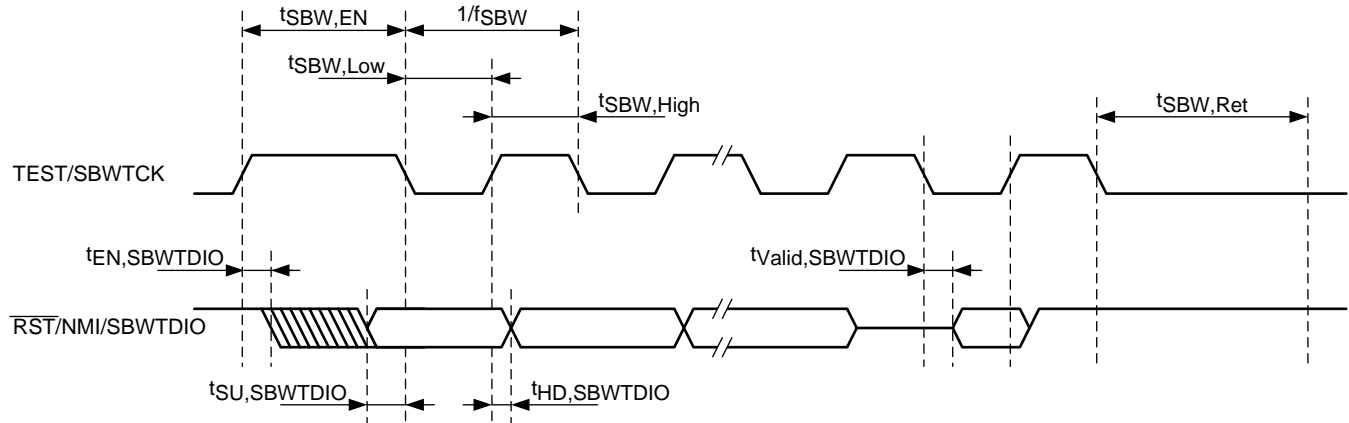 tSBW,EN
1/fSBW
tSBW,Low
tSBW,High
tSBW,Ret
TEST/SBWTCK
tEN,SBWTDIO
tValid,SBWTDIO
RST/NMI/SBWTDIO
tSU,SBWTDIO
tHD,SBWTDIO